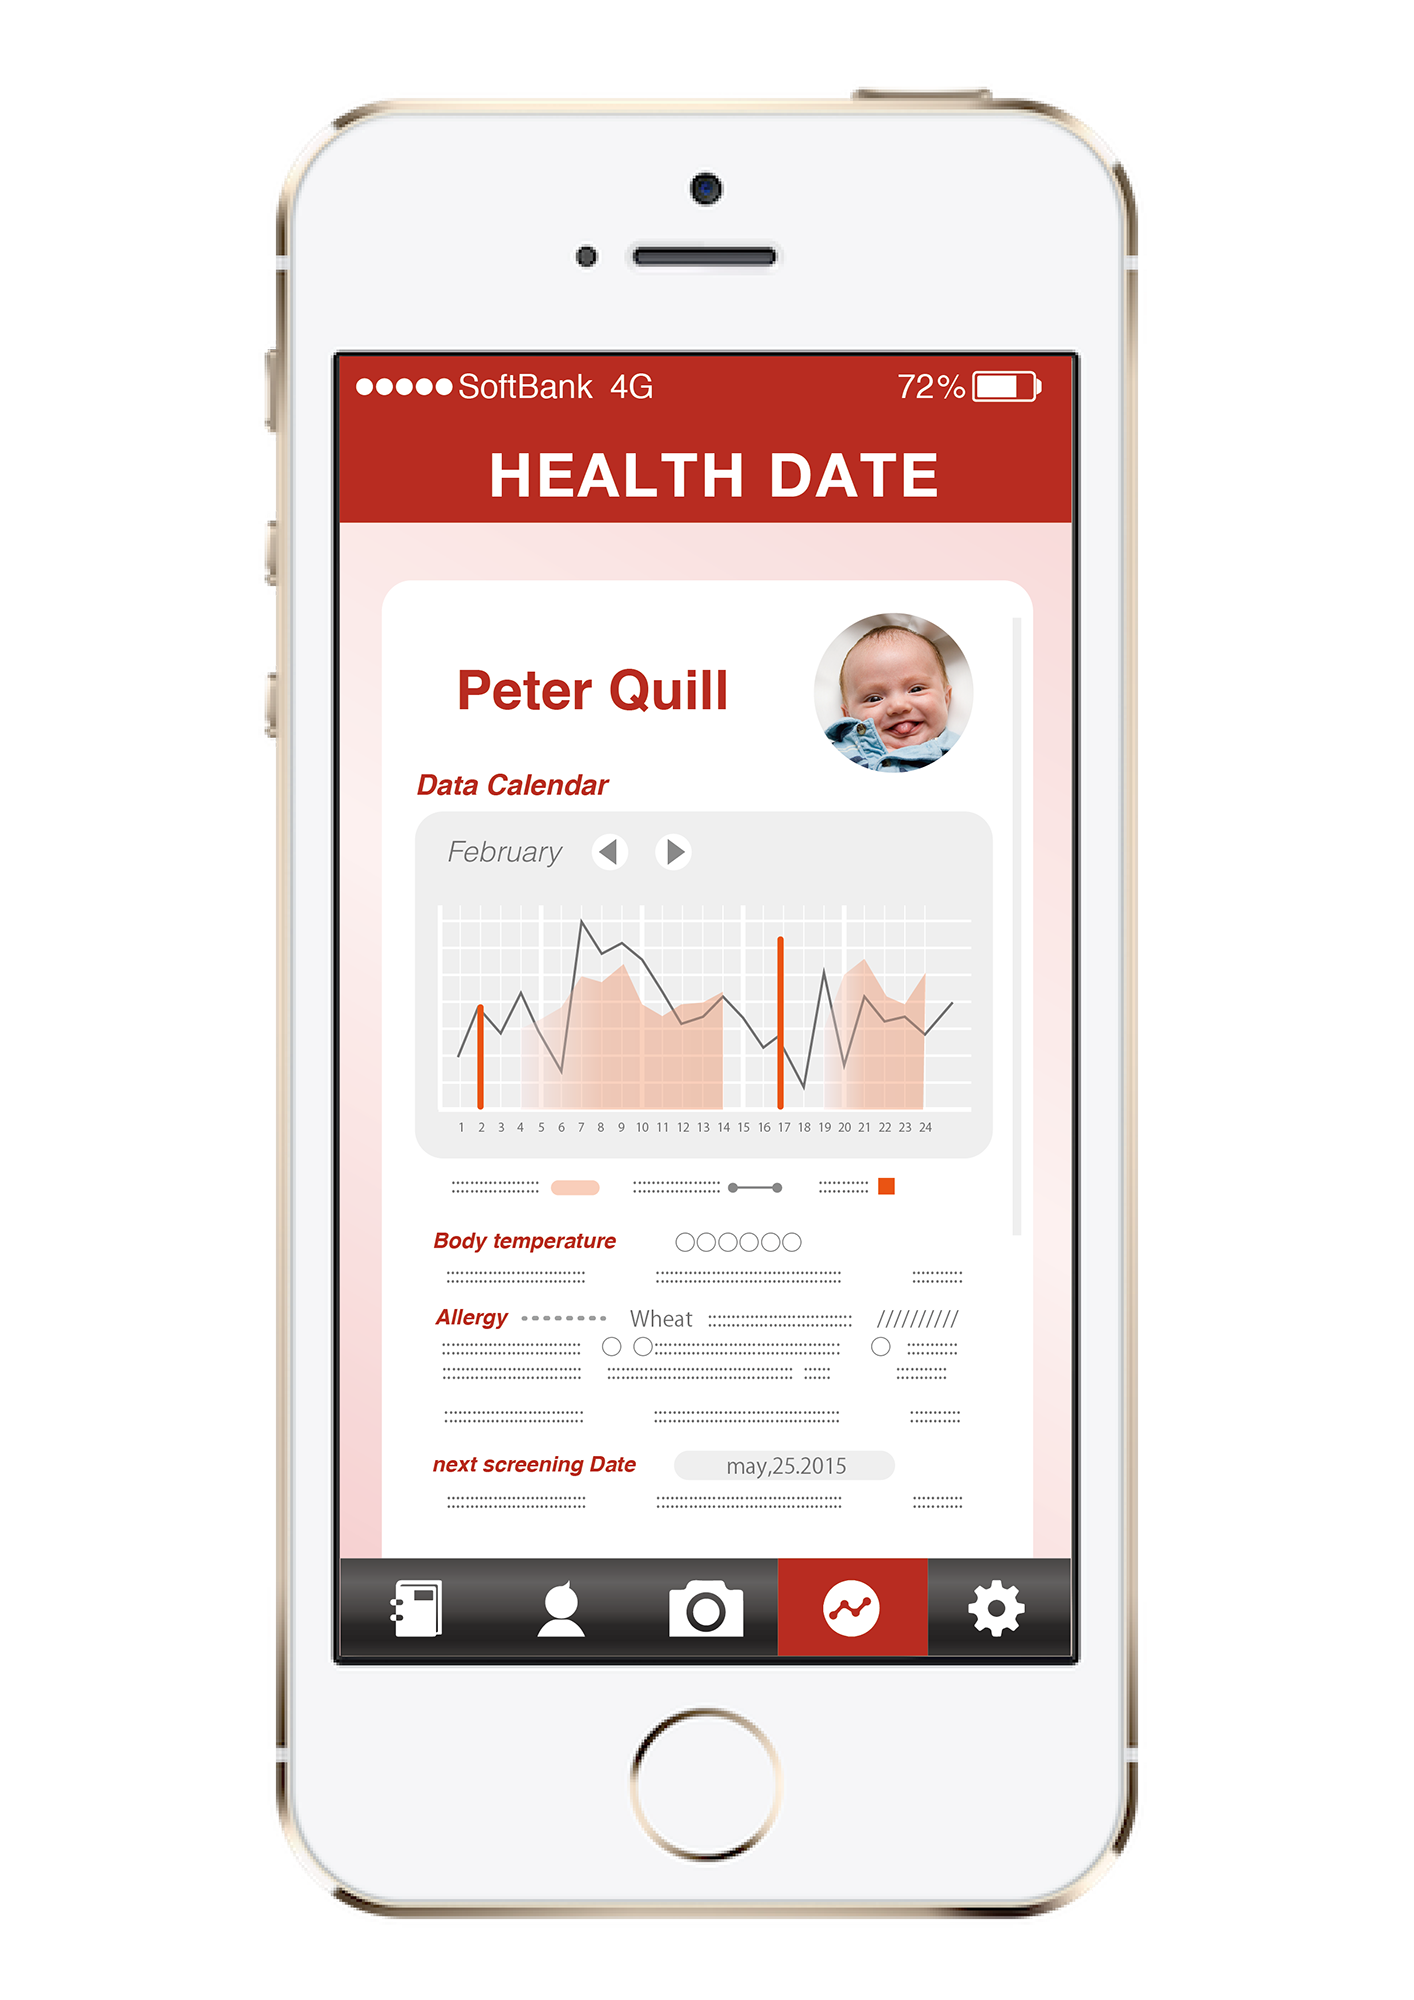 SoftBank 4G 72%
HEALTH DATE
Peter Quill
Data Calendar
February
1 2 3 4 5 6 7 8 9 10 11 12 13 14 15 16 17 18 19 20 21 22 23 24
Body temperature
Allergy Wheat //////////
next screening Date may,25.2015